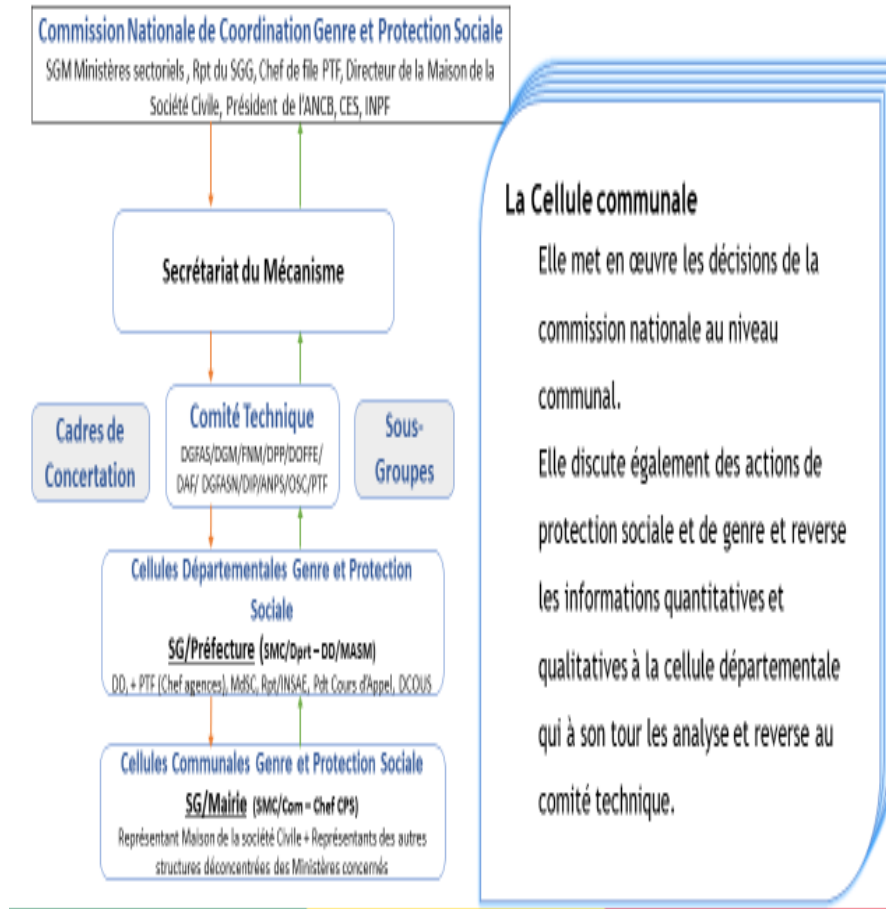 Commission Nationale de Coordination Genre et Protection Sociale
SGM Ministères sectoriels , Rpt du SGG, Chef de file PTF, Directeur de la Maison de la
Société Civile, Président de l'ANCB, CES, INPF
Secrétariat du Mécanisme
Cadres de
Concertation
Comité Technique
DGFAS/DGM/FNM/DPP/DOFFE/
DAF/ DGFASN/DIP/ANPS/OSC/PTF
Sous-
Groupes
Cellules Départementales Genre et Protection
Sociale
SG/Préfecture (SMC/Dprt – DD/MASM)
DD, + PTF (Chef agences), MdSC, Rpt/INSAE, Pdt Cours d'Appel, DCOUS
Cellules Communales Genre et Protection Sociale
SG/Mairie (SMC/Com – Chef CPS)
Représentant Maison de la société Civile + Représentants des autres
structures déconcentrées des Ministères concernés
La Cellule communale
Elle met en œuvre les décisions de la
commission nationale au niveau
communal.
Elle discute également des actions de
protection sociale et de genre et reverse
les informations quantitatives et
qualitatives à la cellule départementale
qui à son tour les analyse et reverse au
comité technique.